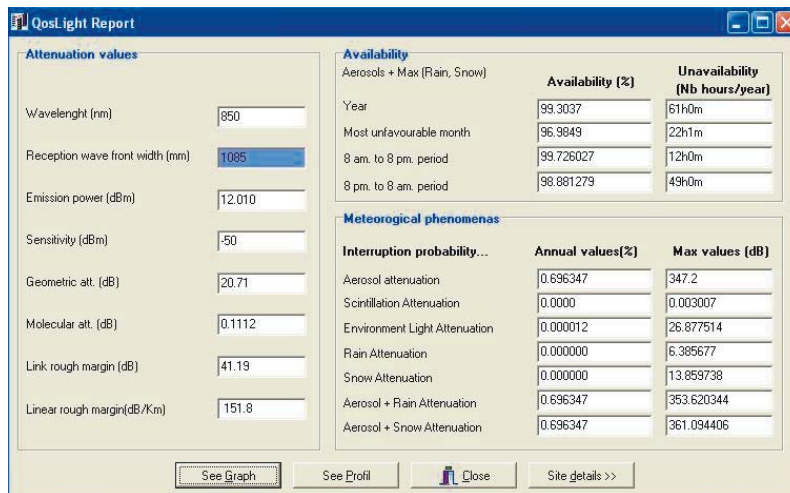 QosLight Report
Attenuation values
Wavelenght (nm) 850
Reception wave front width (mm) 1085
Emission power (dBm) 12.010
Sensitivity (dBm) -50
Geometric att. (dB) 20.71
Molecular att. (dB) 0.1112
Link rough margin (dB) 41.19
Linear rough margin(dB/Km) 151.8
Availability
Aerosols + Max (Rain, Snow) Availability (%) Unavailability
(Nb hours/year)
Year 99.3037 61h0m
Most unfavourable month 96.9849 22h1m
8 am. to 8 pm. period 99.726027 12h0m
8 pm. to 8 am. period 98.881279 49h0m
Meteorogical phenomenas
Interruption probability... Annual values(%) Max values (dB)
Aerosol attenuation 0.696347 347.2
Scintillation Attenuation 0.0000 0.003007
Environment Light Attenuation 0.000012 26.877514
Rain Attenuation 0.000000 6.385677
Snow Attenuation 0.000000 13.859738
Aerosol + Rain Attenuation 0.696347 353.620344
Aerosol + Snow Attenuation 0.696347 361.094406
See Graph See Profil Close Site details >>